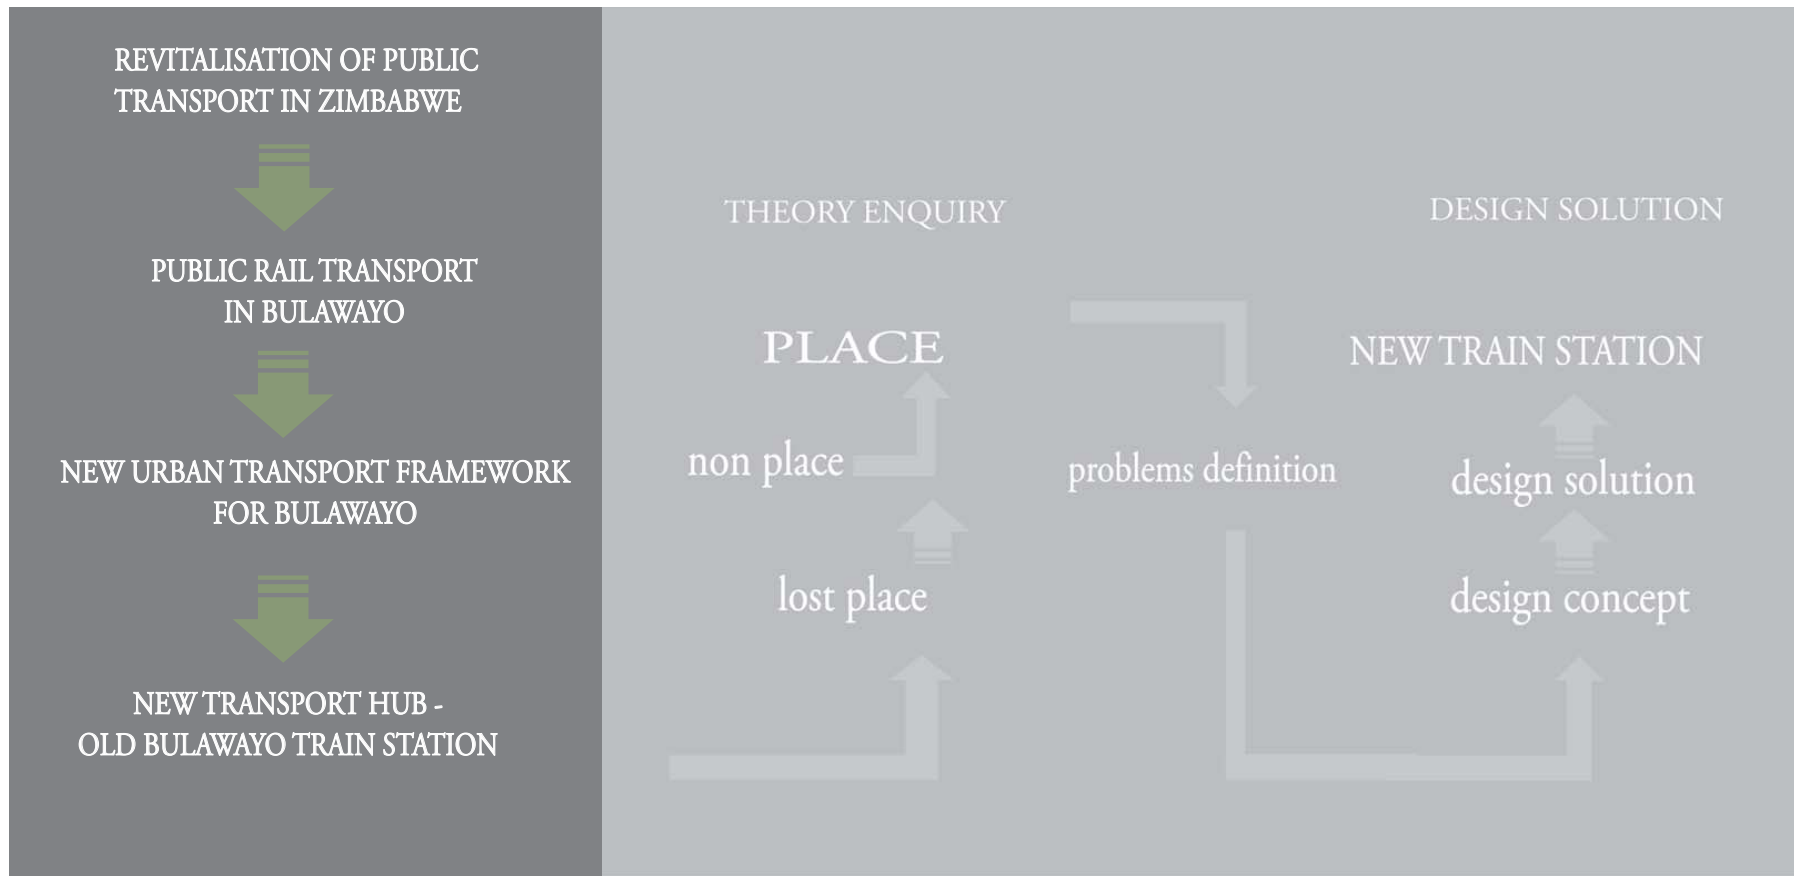 REVITALISATION OF PUBLIC
TRANSPORT IN ZIMBABWE
PUBLIC RAIL TRANSPORT
IN BULAWAYO
NEW URBAN TRANSPORT FRAMEWORK
FOR BULAWAYO
NEW TRANSPORT HUB -
OLD BULAWAYO TRAIN STATION
THEORY ENQUIRY
PLACE
non place
lost place
problems definition
DESIGN SOLUTION
NEW TRAIN STATION
design solution
design concept